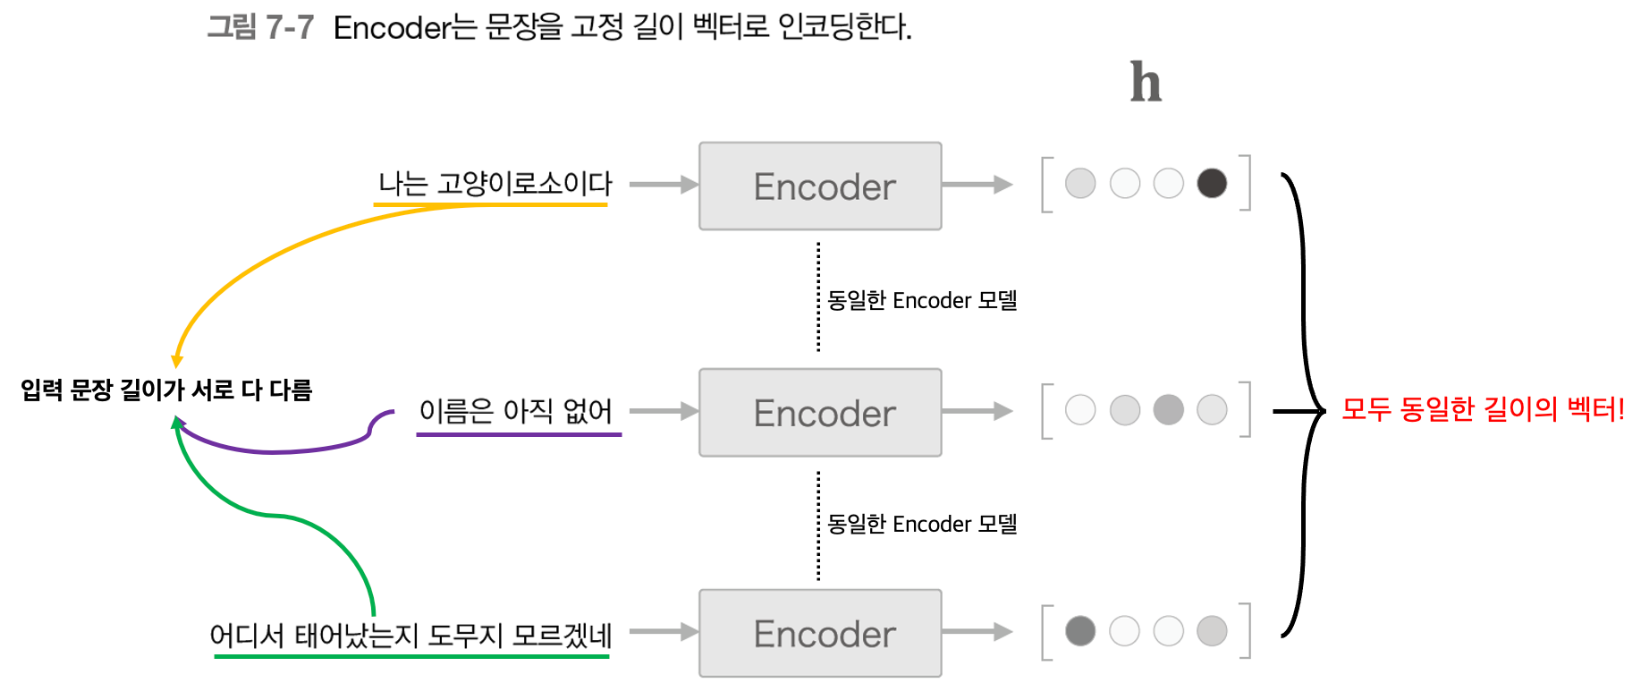 그림 7-7 Encoder는 문장을 고정 길이 벡터로 인코딩한다.
h
나는 고양이로소이다
Encoder
동일한 Encoder 모델
입력 문장 길이가 서로 다 다름
이름은 아직 없어
Encoder
모두 동일한 길이의 벡터!
동일한 Encoder 모델
어디서 태어났는지 도무지 모르겠네
Encoder